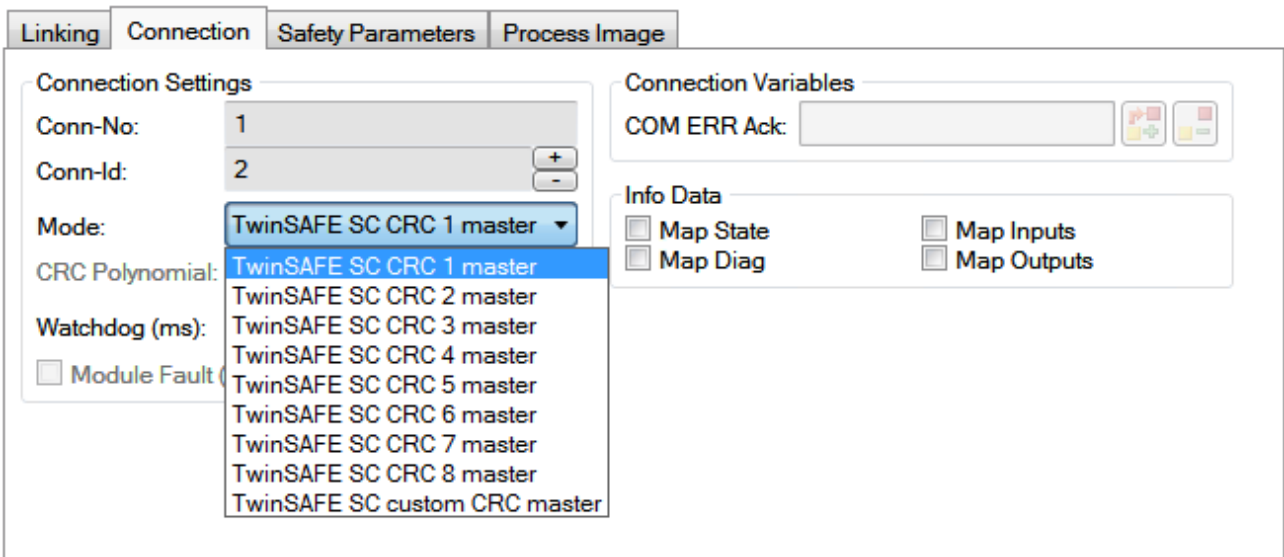 Linking Connection Safety Parameters Process Image
Connection Settings
Conn-No: 1
Conn-Id: 2
+
-
Mode: TwinSAFE SC CRC 1 master
CRC Polynomial:
Watchdog (ms):
Module Fault (
TwinSAFE SC CRC 1 master
TwinSAFE SC CRC 2 master
TwinSAFE SC CRC 3 master
TwinSAFE SC CRC 4 master
TwinSAFE SC CRC 5 master
TwinSAFE SC CRC 6 master
TwinSAFE SC CRC 7 master
TwinSAFE SC CRC 8 master
TwinSAFE SC custom CRC master
Connection Variables
COM ERR Ack:
Info Data
Map State Map Inputs
Map Diag Map Outputs